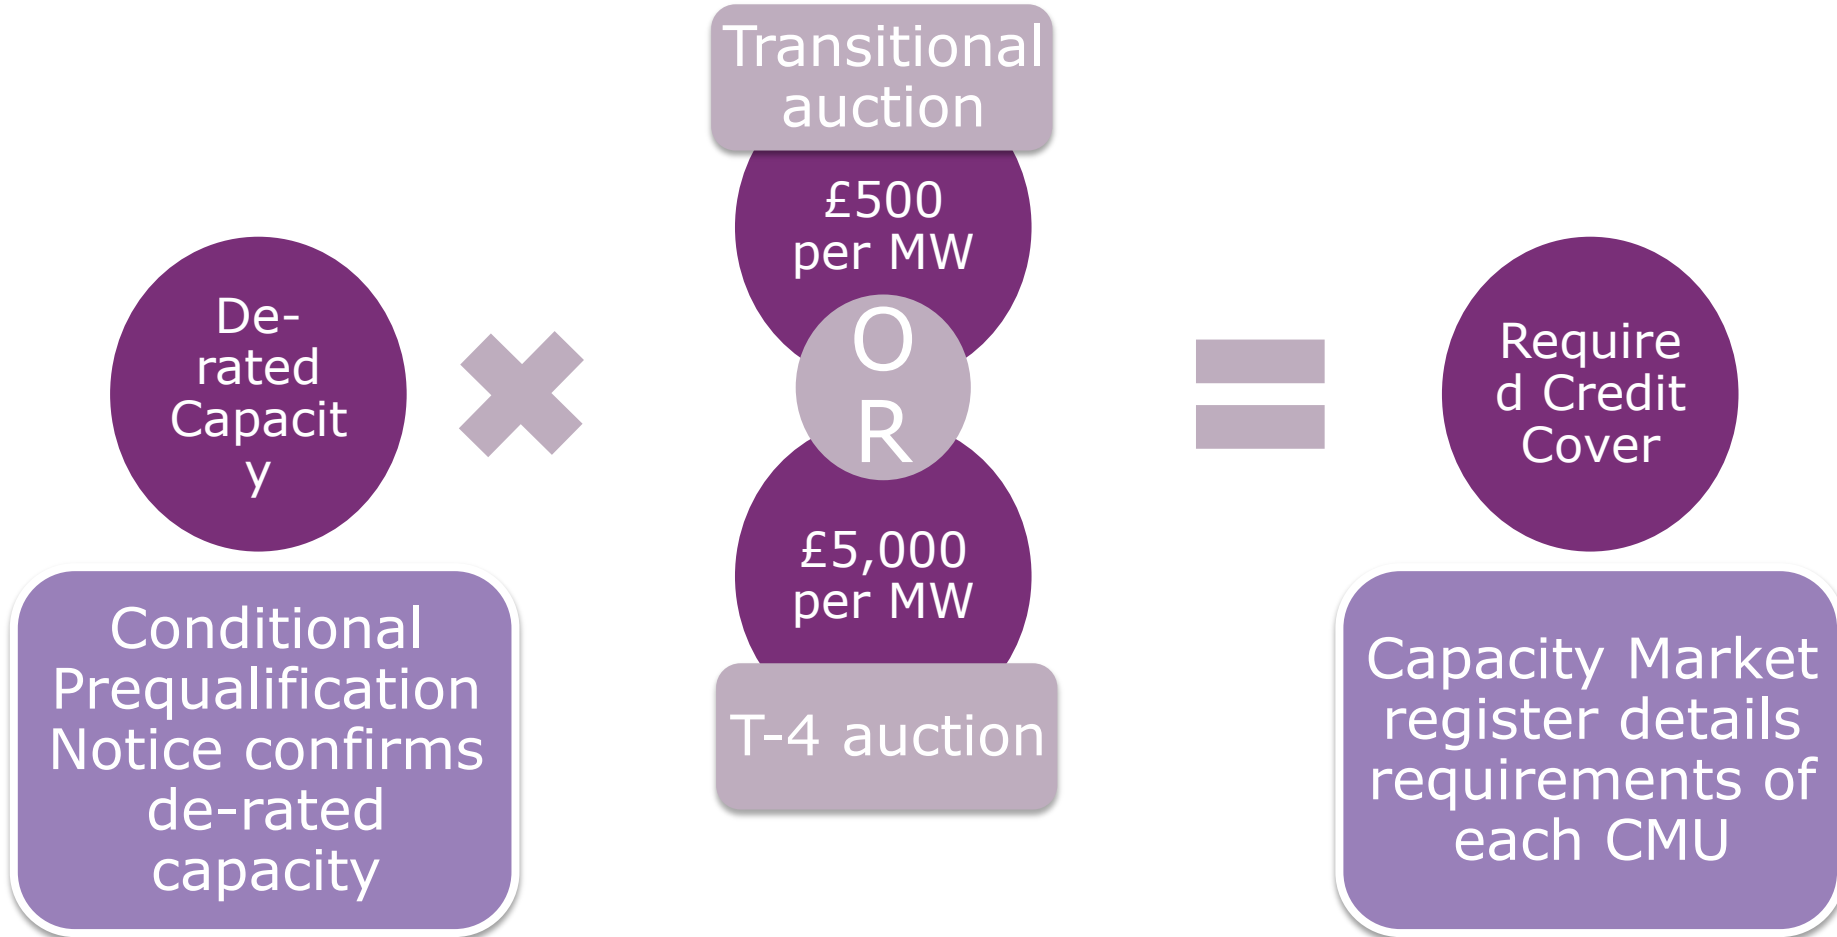 Transitional
auction
£500
per MW
O
R
£5,000
per MW
T-4 auction
De-
rated
Capacit
y
Conditional
Prequalification
Notice confirms
de-rated
capacity
Require
d Credit
Cover
Capacity Market
register details
requirements of
each CMU